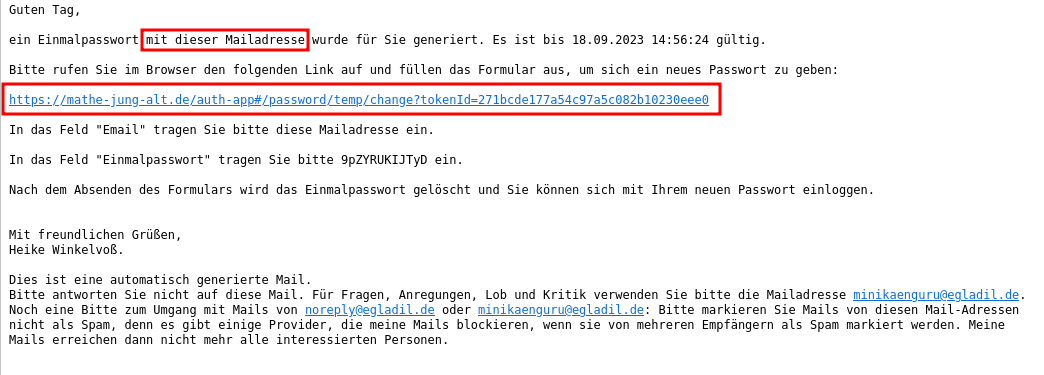 Guten Tag,
ein Einmalpasswort mit dieser Mailadresse wurde für Sie generiert. Es ist bis 18.09.2023 14:56:24 gültig.
Bitte rufen Sie im Browser den folgenden Link auf und füllen das Formular aus, um sich ein neues Passwort zu geben:
https://mathe-jung-alt.de/auth-app#/password/temp/change?tokenId=271bcde177a54c97a5c082b10230eee0
In das Feld "Email" tragen Sie bitte diese Mailadresse ein.
In das Feld "Einmalpasswort" tragen Sie bitte 9pZYRUKIJTyD ein.
Nach dem Absenden des Formulars wird das Einmalpasswort gelöscht und Sie können sich mit Ihrem neuen Passwort einloggen.
Mit freundlichen Grüßen,
Heike Winkelvoß.
Dies ist eine automatisch generierte Mail.
Bitte antworten Sie nicht auf diese Mail. Für Fragen, Anregungen, Lob und Kritik verwenden Sie bitte die Mailadresse minikaenguru@egladil.de.
Noch eine Bitte zum Umgang mit Mails von noreply@egladil.de oder minikaenguru@egladil.de: Bitte markieren Sie Mails von diesen Mail-Adressen
nicht als Spam, denn es gibt einige Provider, die meine Mails blockieren, wenn sie von mehreren Empfängern als Spam markiert werden. Meine
Mails erreichen dann nicht mehr alle interessierten Personen.